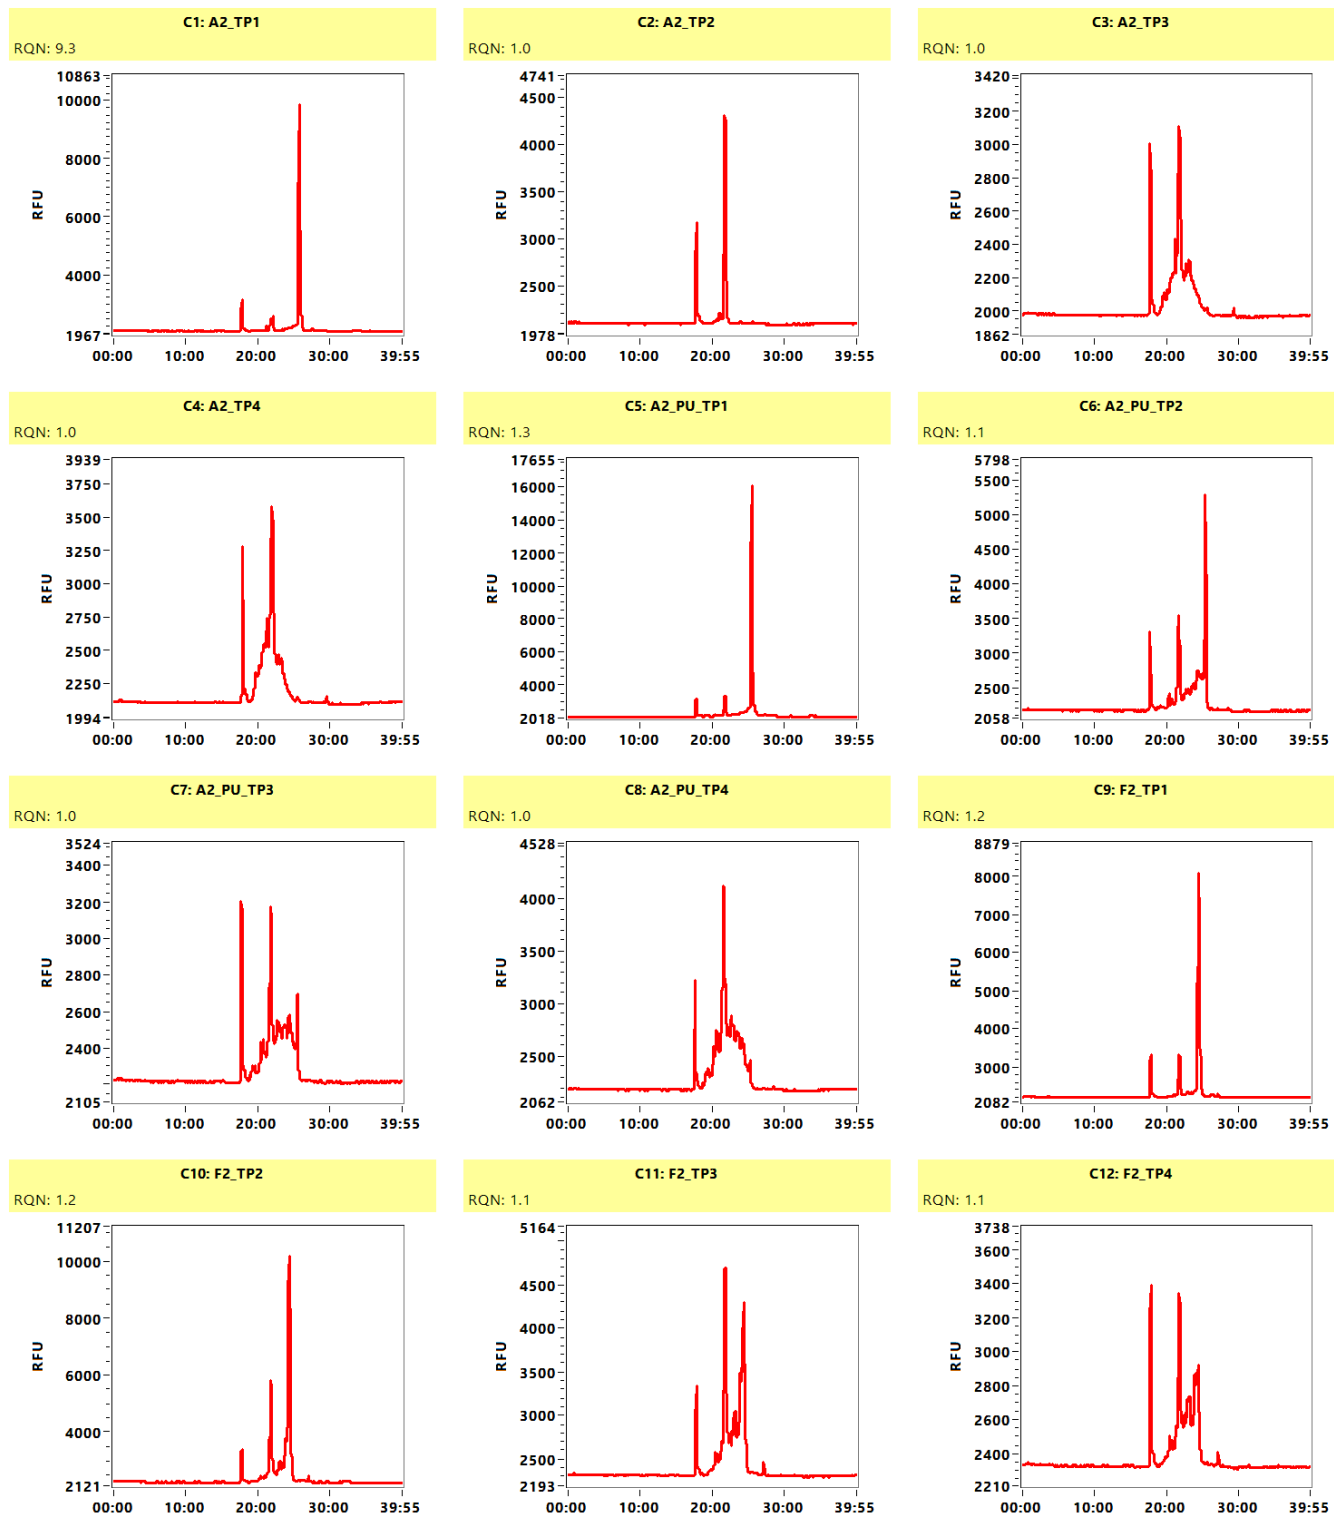 C1: A2_TP1
RQN: 9.3
10863
10000
8000
6000
4000
1967
RFU
00:00 10:00 20:00 30:00 39:55
C2: A2_TP2
RQN: 1.0
4741
4500
4000
3500
3000
2500
1978
RFU
00:00 10:00 20:00 30:00 39:55
C3: A2_TP3
RQN: 1.0
3420
3200
3000
2800
2600
2400
2200
2000
1862
RFU
00:00 10:00 20:00 30:00 39:55
C4: A2_TP4
RQN: 1.0
3939
3750
3500
3250
3000
2750
2500
2250
1994
RFU
00:00 10:00 20:00 30:00 39:55
C5: A2_PU_TP1
RQN: 1.3
17655
16000
14000
12000
10000
8000
6000
4000
2018
RFU
00:00 10:00 20:00 30:00 39:55
C6: A2_PU_TP2
RQN: 1.1
5798
5500
5000
4500
4000
3500
3000
2500
2058
RFU
00:00 10:00 20:00 30:00 39:55
C7: A2_PU_TP3
RQN: 1.0
3524
3400
3200
3000
2800
2600
2400
2105
RFU
00:00 10:00 20:00 30:00 39:55
C8: A2_PU_TP4
RQN: 1.0
4528
4000
3500
3000
2500
2062
RFU
00:00 10:00 20:00 30:00 39:55
C9: F2_TP1
RQN: 1.2
8879
8000
7000
6000
5000
4000
3000
2082
RFU
00:00 10:00 20:00 30:00 39:55
C10: F2_TP2
RQN: 1.2
11207
10000
8000
6000
4000
2121
RFU
00:00 10:00 20:00 30:00 39:55
C11: F2_TP3
RQN: 1.1
5164
4500
4000
3500
3000
2500
2193
RFU
00:00 10:00 20:00 30:00 39:55
C12: F2_TP4
RQN: 1.1
3738
3600
3400
3200
3000
2800
2600
2400
2210
RFU
00:00 10:00 20:00 30:00 39:55